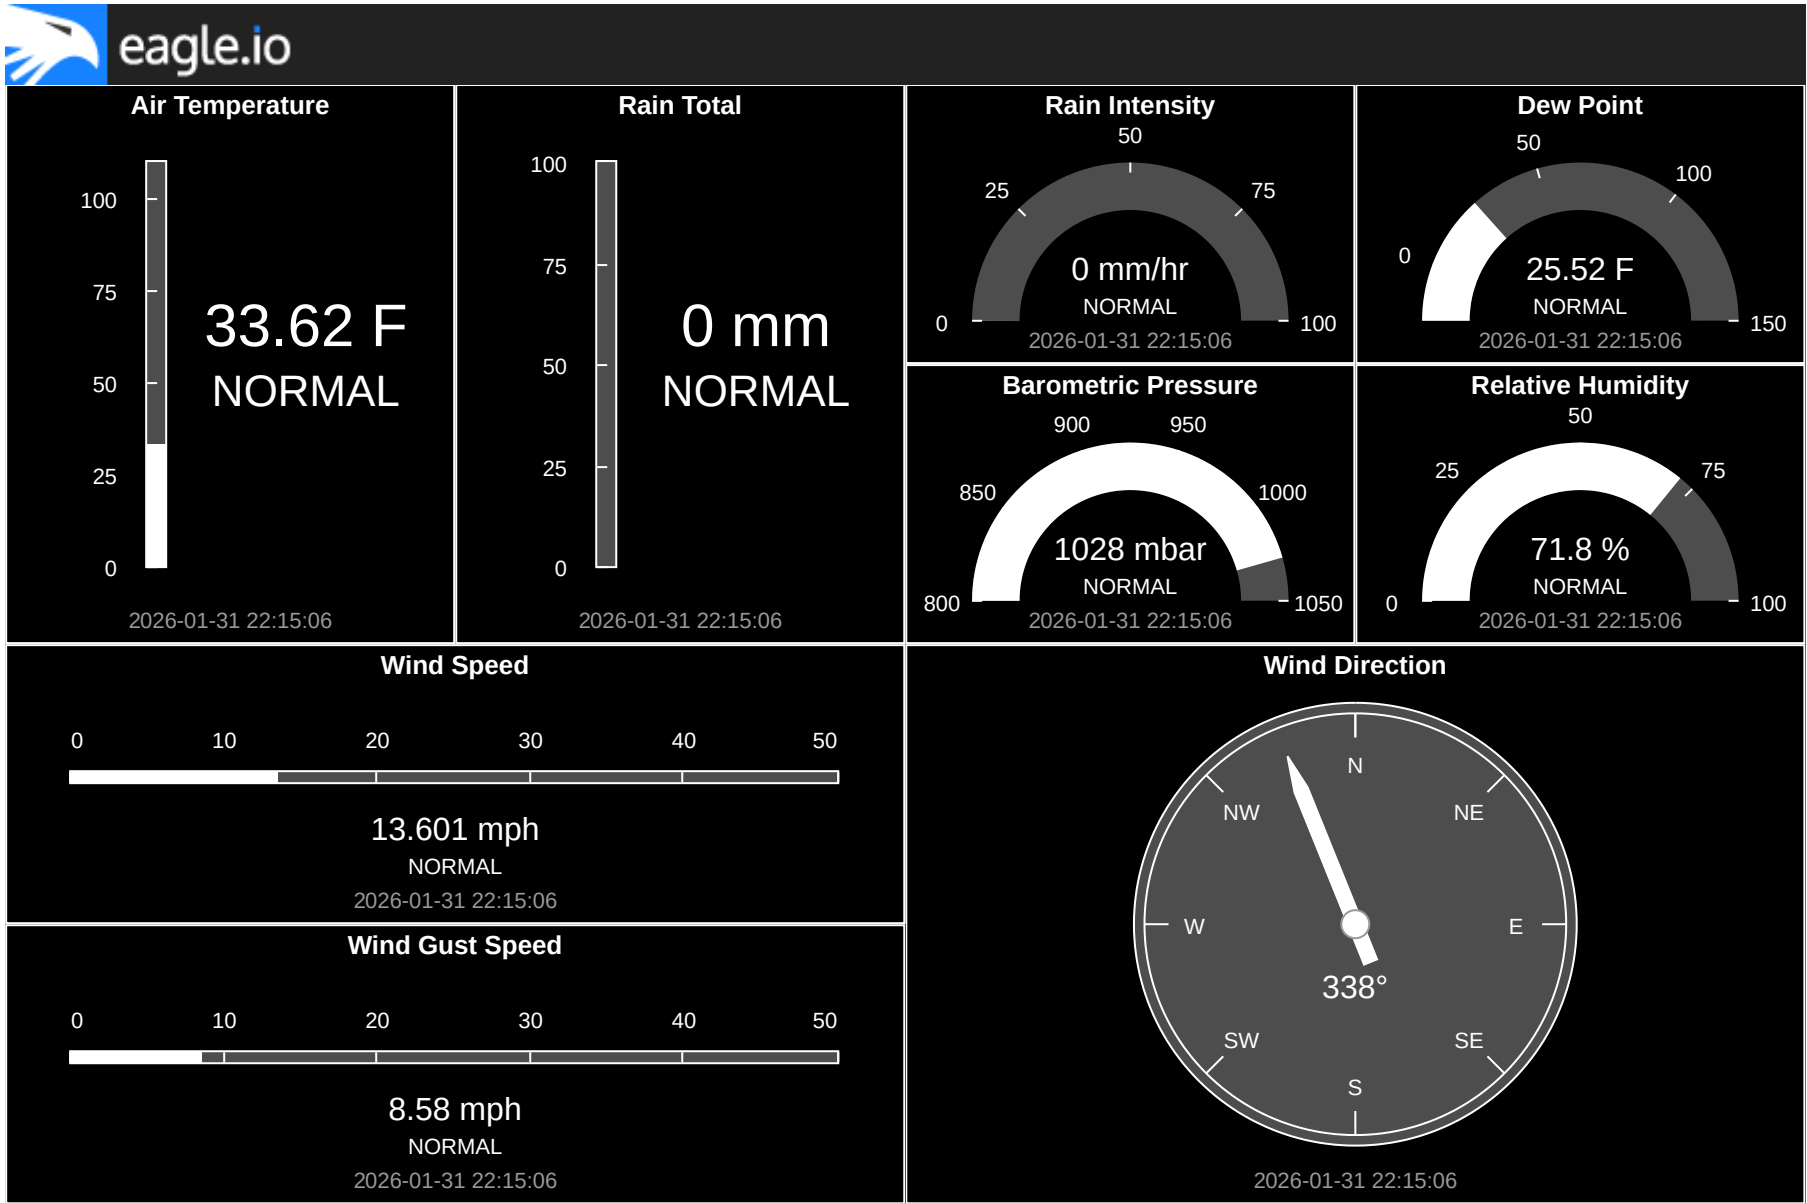 eagle.io
Air Temperature
100
75
50
25
0
33.62 F
NORMAL
2026-01-31 22:15:06
Rain Total
100
75
50
25
0
0 mm
NORMAL
2026-01-31 22:15:06
Rain Intensity
0
25
50
75
100
0 mm/hr
NORMAL
2026-01-31 22:15:06
Dew Point
0
50
100
150
25.52 F
NORMAL
2026-01-31 22:15:06
Barometric Pressure
800
850
900
950
1000
1050
1028 mbar
NORMAL
2026-01-31 22:15:06
Relative Humidity
0
25
50
75
100
71.8 %
NORMAL
2026-01-31 22:15:06
Wind Speed
0 10 20 30 40 50
13.601 mph
NORMAL
2026-01-31 22:15:06
Wind Gust Speed
0 10 20 30 40 50
8.58 mph
NORMAL
2026-01-31 22:15:06
Wind Direction
N
NW NE
W E
338°
SW SE
S
2026-01-31 22:15:06